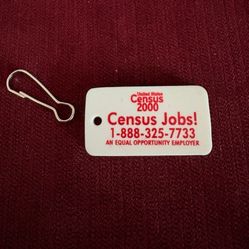 United States
Census
2000
Census Jobs!
1-888-325-7733
AN EQUAL OPPORTUNITY EMPLOYER